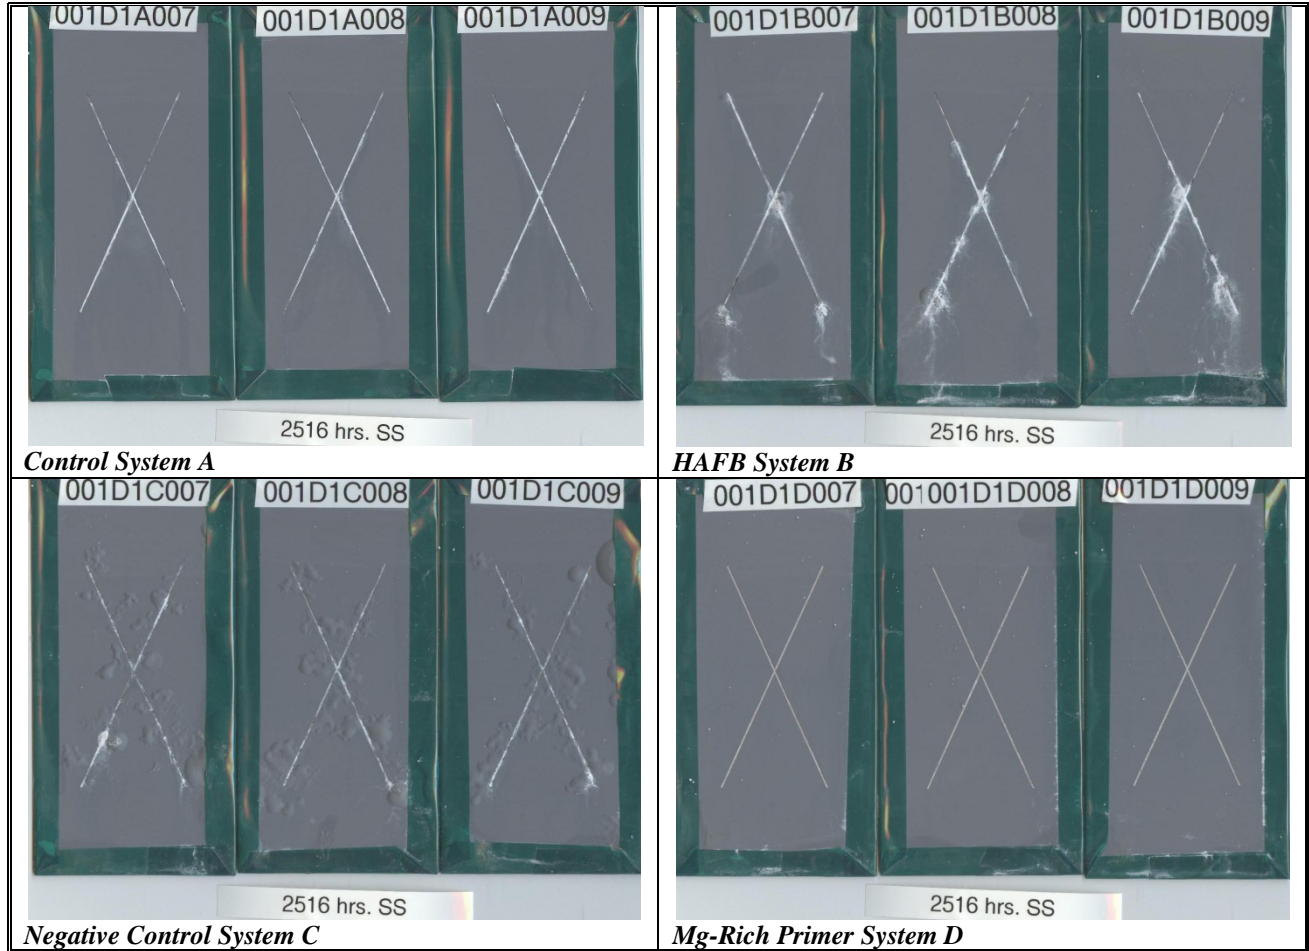 001D1A007 001D1A008 001D1A009
2516 hrs. SS
Control System A
001D1B007 001D1B008 001D1B009
2516 hrs. SS
HAFB System B
001D1C007 001D1C008 001D1C009
2516 hrs. SS
Negative Control System C
001D1D007 001001D1D008 001D1D009
2516 hrs. SS
Mg-Rich Primer System D